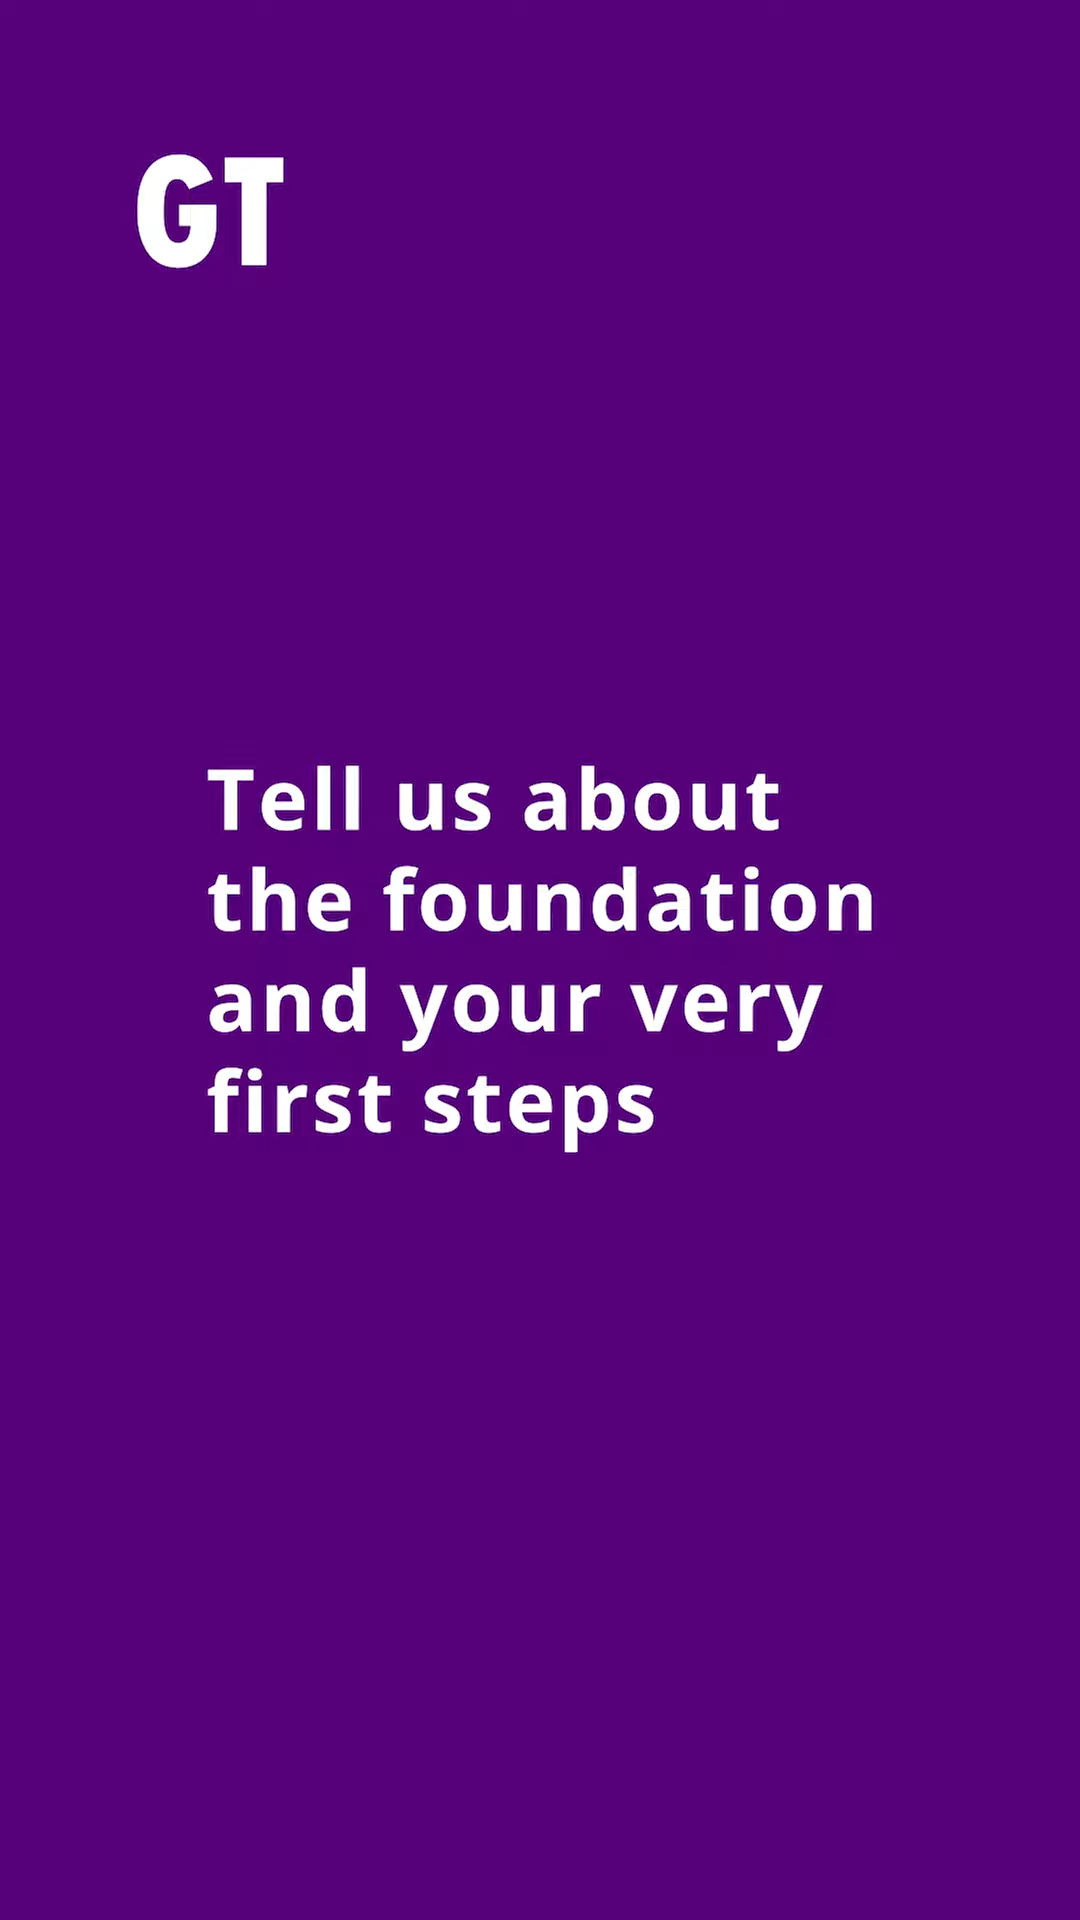 GT
Tell us about
the foundation
and your very
first steps